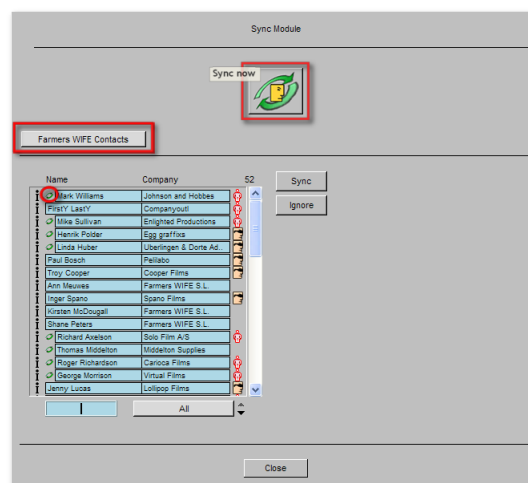 Sync Module
Sync now
Farmers WIFE Contacts
Name Company 52
Sync
Ignore
Mark Williams Johnson and Hobbes
FirstY LastY Companyoutl
Mike Sullivan Enlighted Productions
Henrik Polder Egg graffixs
Linda Huber Uberlingen & Dorte Ad..
Paul Bosch Pelilabo
Troy Cooper Cooper Films
Ann Meuwes Farmers WIFE S.L.
Inger Spano Spano Films
Kirsten McDougall Farmers WIFE S.L.
Shane Peters Farmers WIFE S.L.
Richard Axelson Solo Film A/S
Thomas Middelton Middelton Supplies
Roger Richardson Carioca Films
George Morrison Virtual Films
Jenny Lucas Lollipop Films
All
Close